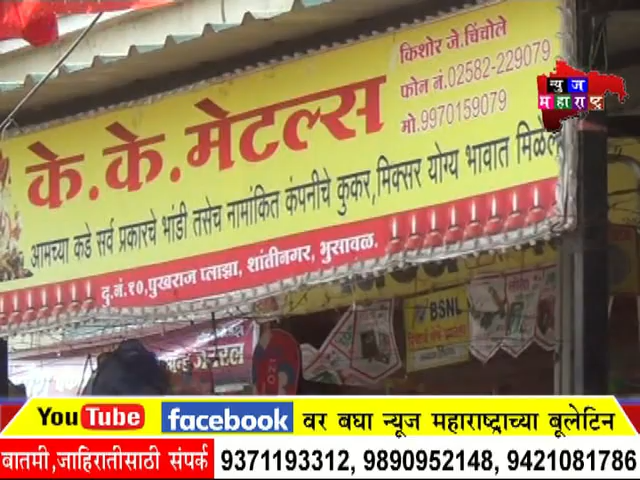 किशोर जे. चिंचोले
फोन नं.02582-229079
मो.9970159079
न्यु ज
महाराष्ट्र
के.के.मेटल्स
आमच्या कडे सर्व प्रकारचे भांडी तसेच नामांकित कंपनीचे कुकर,मिक्सर योग्य भावात मिळेल
दु.नं.१०,पुखराज प्लाझा, शांतीनगर, भुसावळ.
BSNL
जनरल
YouTube facebook वर बघा न्यूज महाराष्ट्राच्या बूलेटिन
बातमी,जाहिरातीसाठी संपर्क 9371193312, 9890952148, 9421081786